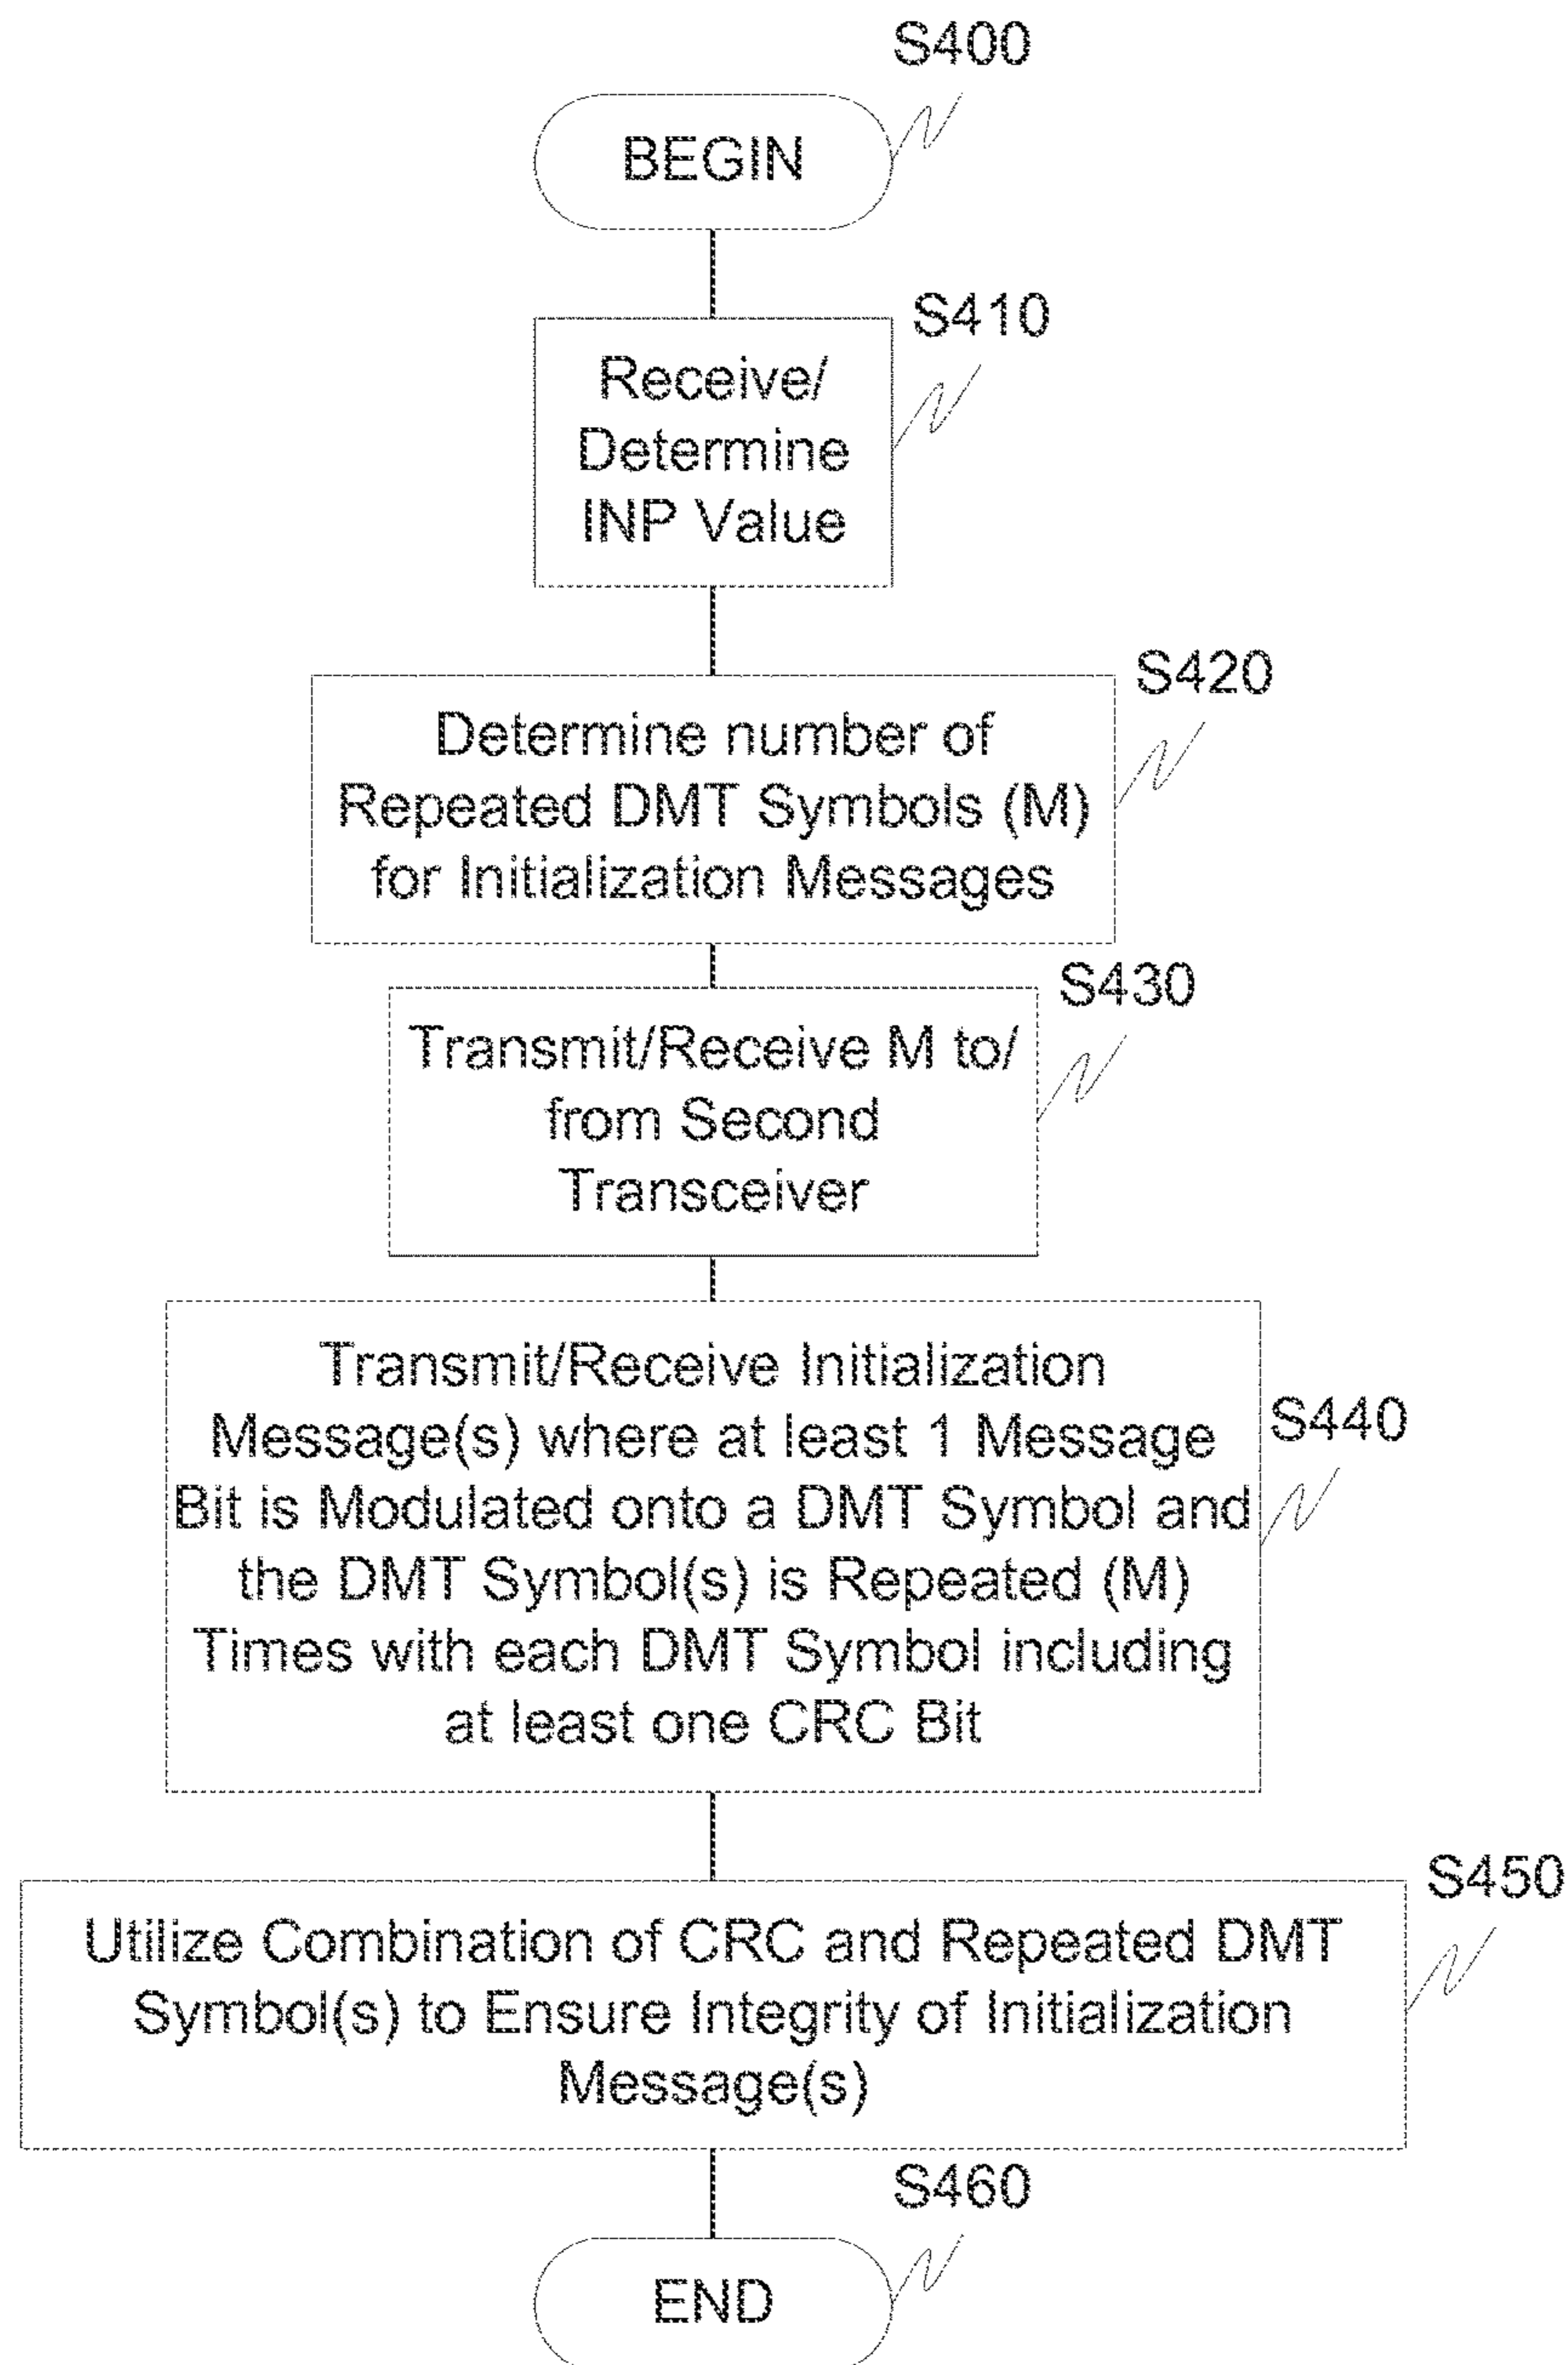 S400
BEGIN
S410
Receive/
Determine
INP Value
S420
Determine number of
Repeated DMT Symbols (M)
for Initialization Messages
S430
Transmit/Receive M to/
from Second
Transceiver
S440
Transmit/Receive Initialization
Message(s) where at least 1 Message
Bit is Modulated onto a DMT Symbol and
the DMT Symbol(s) is Repeated (M)
Times with each DMT Symbol including
at least one CRC Bit
S450
Utilize Combination of CRC and Repeated DMT
Symbol(s) to Ensure Integrity of Initialization
Message(s)
S460
END